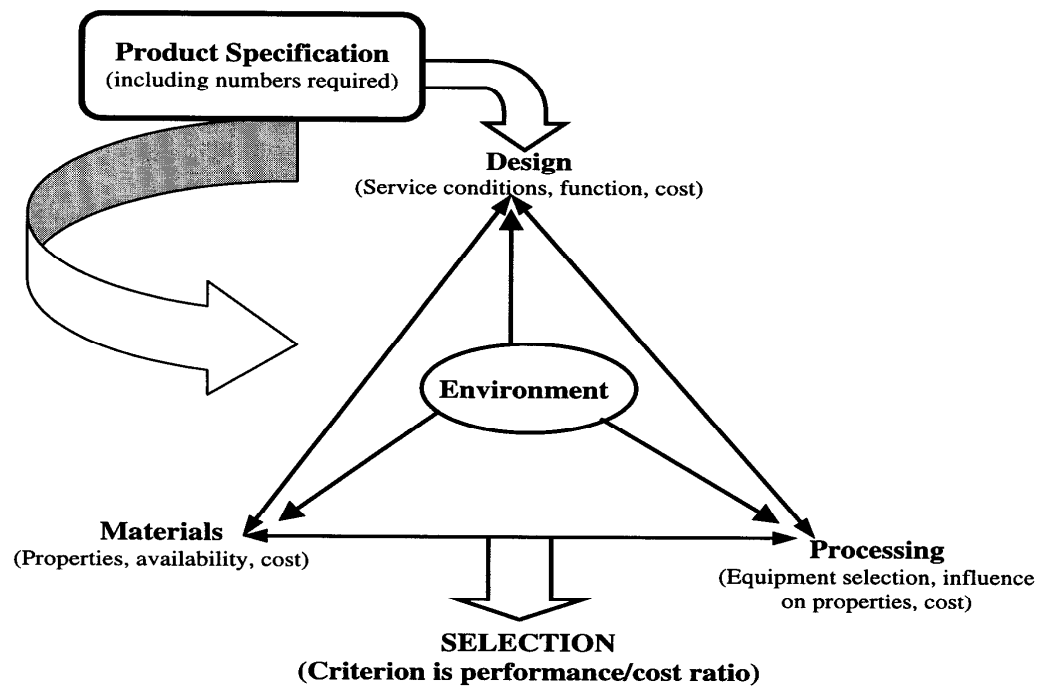 Product Specification
(including numbers required)
Design
(Service conditions, function, cost)
Environment
Materials
(Properties, availability, cost)
Processing
(Equipment selection, influence
on properties, cost)
SELECTION
(Criterion is performance/cost ratio)